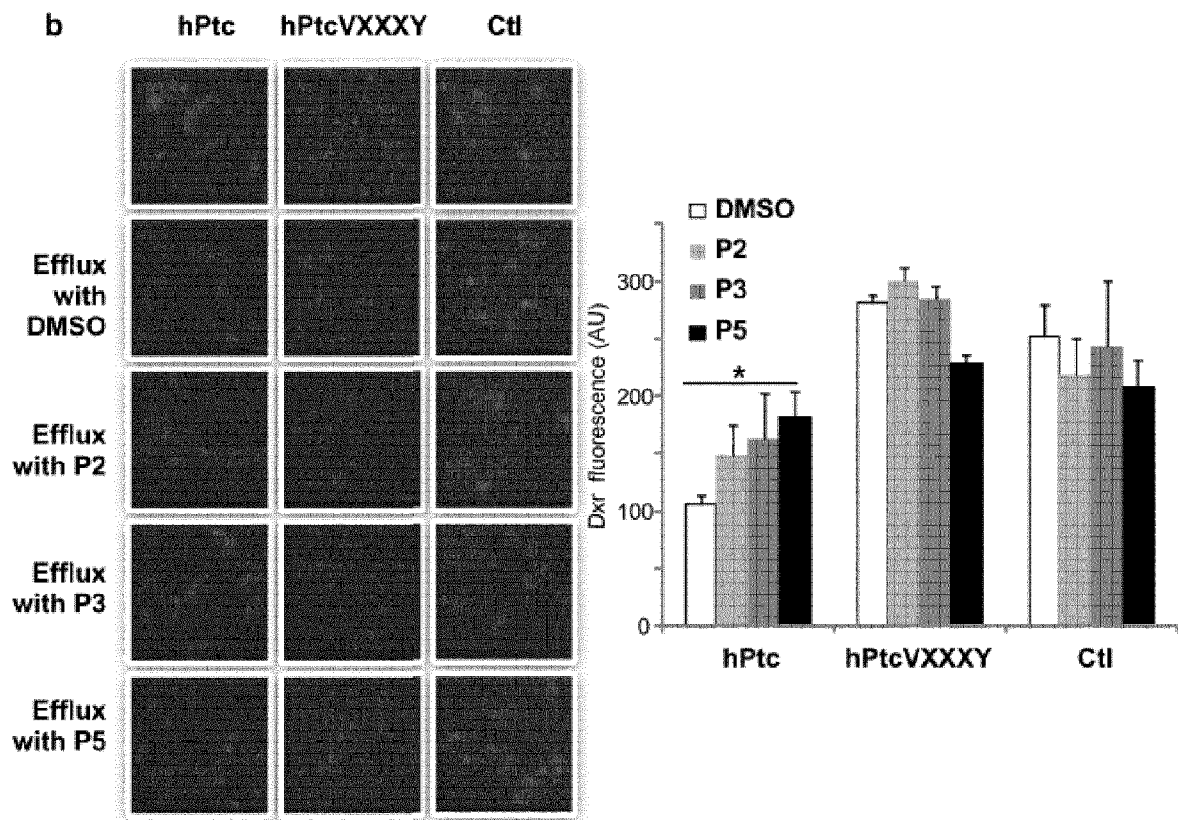 b
hPtc hPtcVXXXY Ctl
Efflux
with
DMSO
Efflux
with P2
Efflux
with P3
Efflux
with P5
DMSO
P2
P3
P5
Dxr fluorescence (AU)
300
200
100
0
*
hPtc hPtcVXXXY Ctl